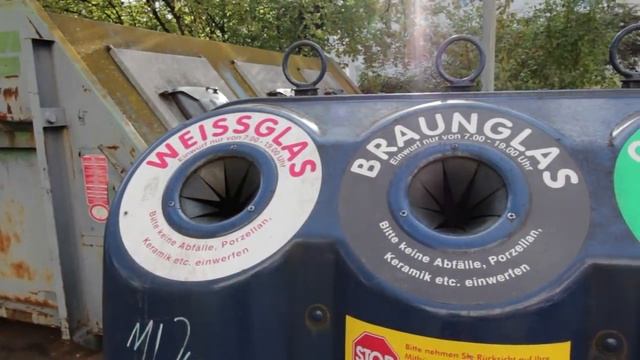 WEISSGLAS
Einwurf nur von 7.00 - 19.00 Uhr
Bitte keine Abfälle, Porzellan,
Keramik etc. einwerfen
BRAUNGLAS
Einwurf nur von 7.00 - 19.00 Uhr
Bitte keine Abfälle, Porzellan,
Keramik etc. einwerfen
STOP
Bitte nehmen Sie Rücksicht auf Ihre